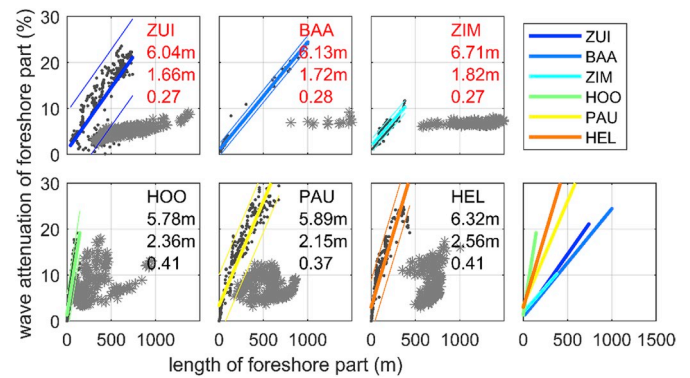 wave attenuation of foreshore part (%)
30
20
10
0
ZUI
6.04m
1.66m
0.27
BAA
6.13m
1.72m
0.28
ZIM
6.71m
1.82m
0.27
ZUI
BAA
ZIM
HOO
PAU
HEL
30
20
10
0
HOO
5.78m
2.36m
0.41
PAU
5.89m
2.15m
0.37
HEL
6.32m
2.56m
0.41
0 500 1000
0 500 1000
0 500 1000
0 500 1000 1500
length of foreshore part (m)